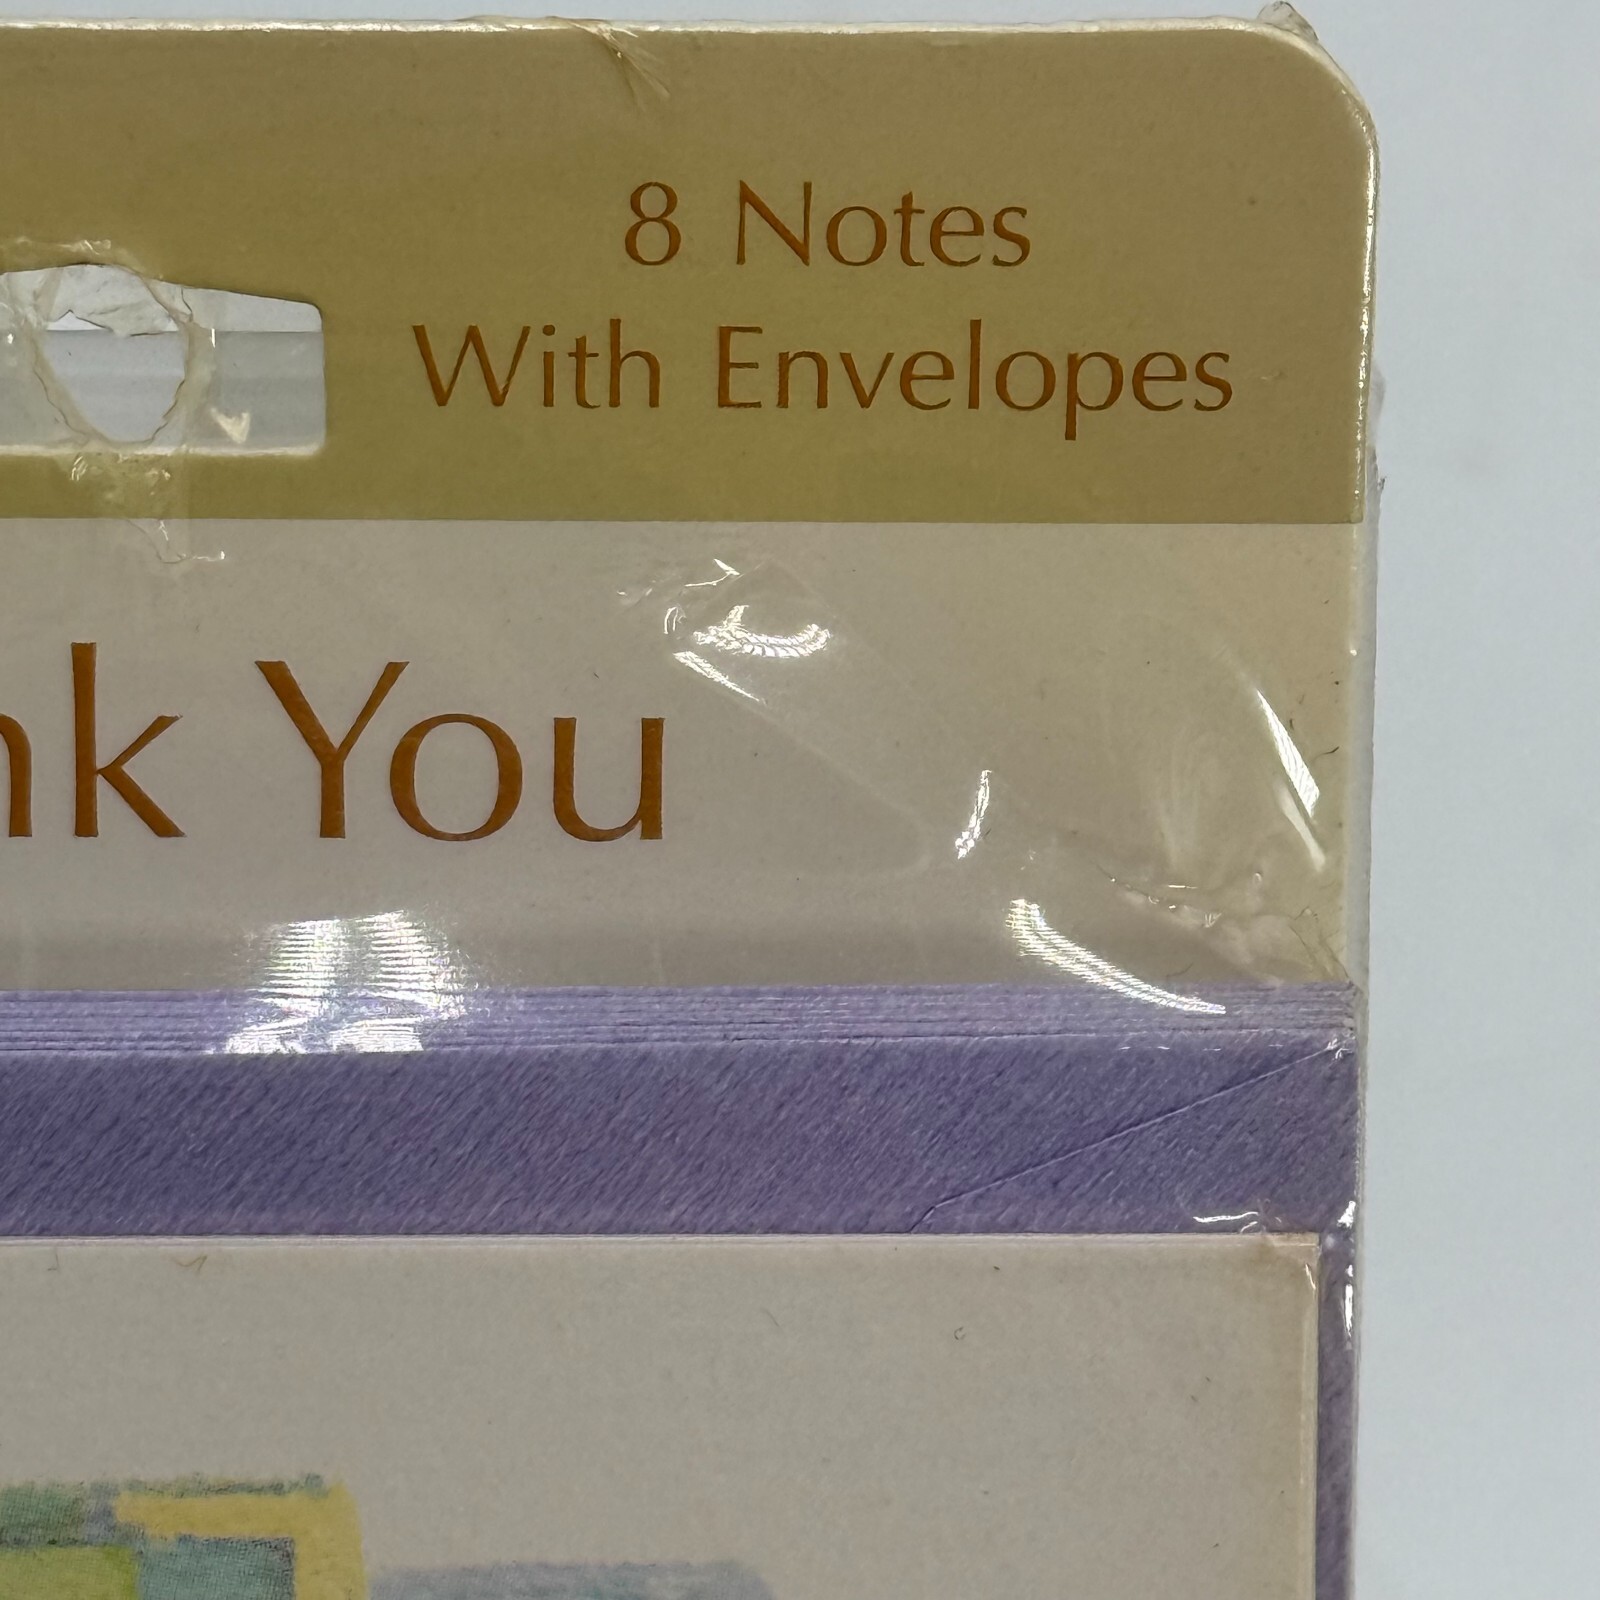 8 Notes
With Envelopes
nk You